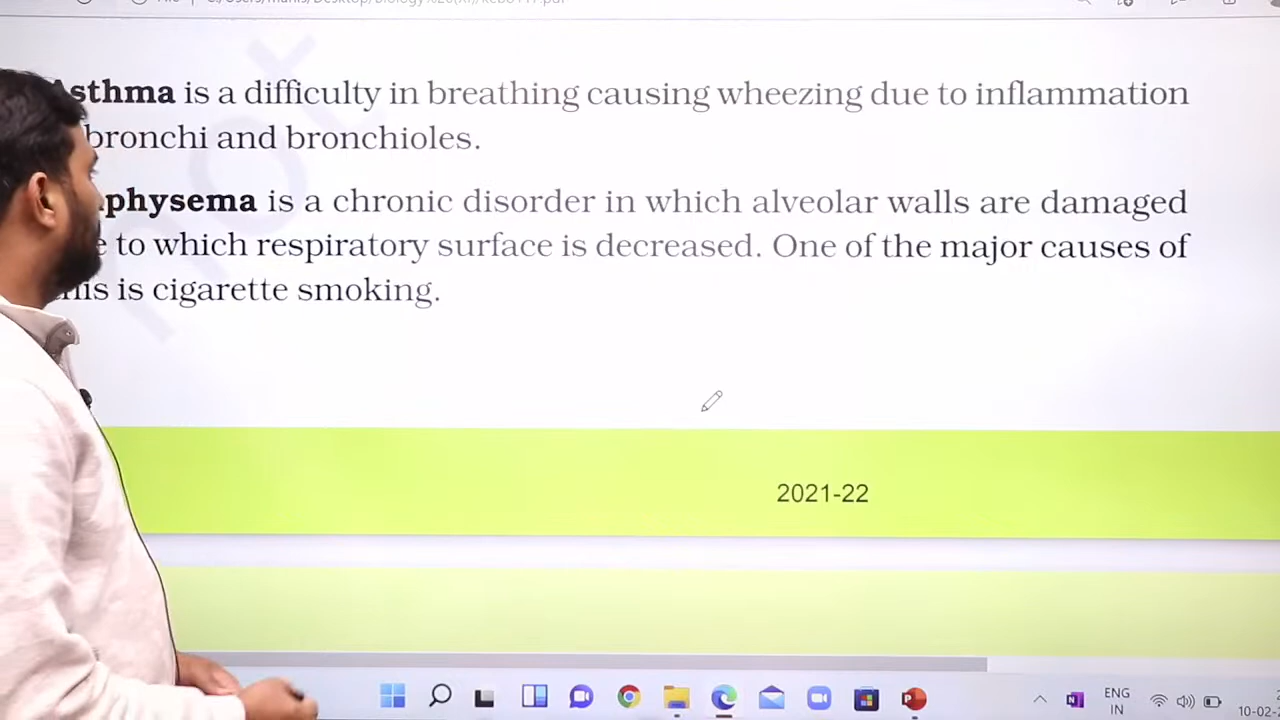 sthma is a difficulty in breathing causing wheezing due to inflammation
bronchi and bronchioles.
physema is a chronic disorder in which alveolar walls are damaged
e to which respiratory surface is decreased. One of the major causes of
his is cigarette smoking.
2021-22
ENG
IN